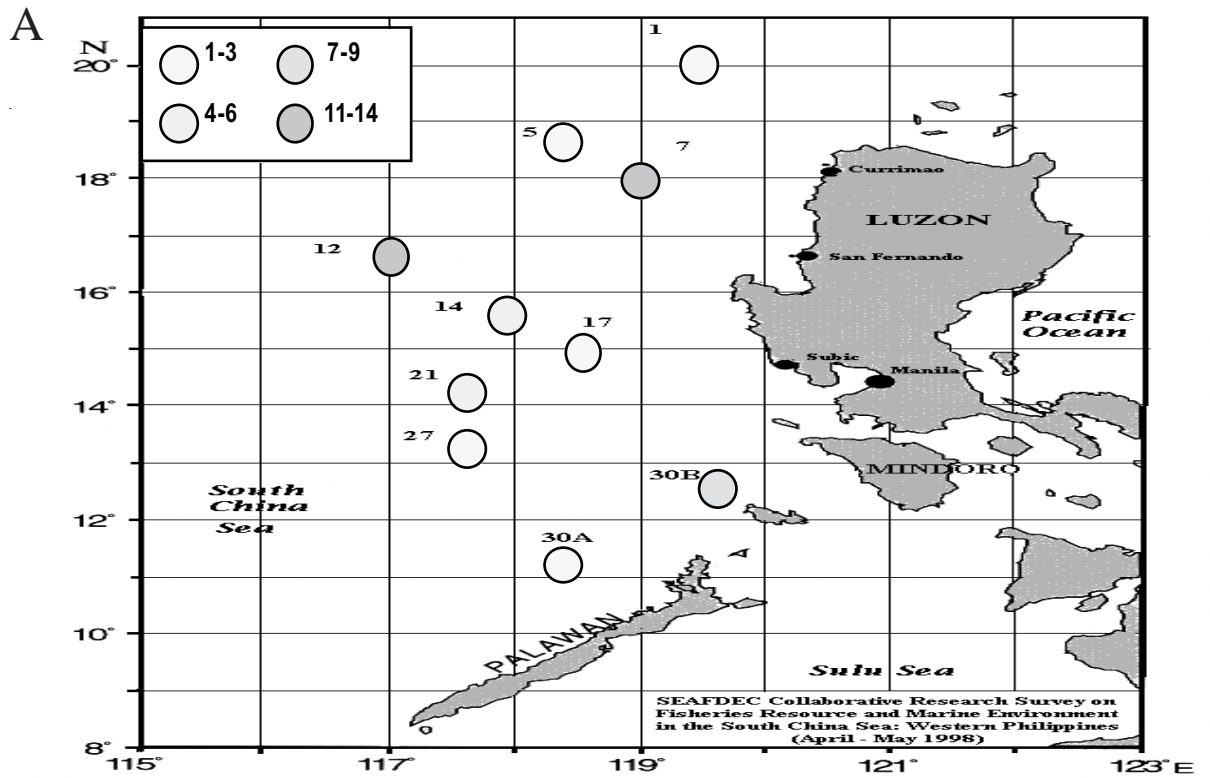 A
N
1-3 7-9
4-6 11-14
1
20°
5
7
18°
Currimao
LUZON
12
San Fernando
16°
14
17
Pacific
Ocean
Subic
Manila
21
14°
27
MINDORO
30B
South
China
Sea
12°
30A
10°
PALAWAN
Sulu Sea
SEAFDEC Collaborative Research Survey on
Fisheries Resource and Marine Environment
in the South China Sea: Western Philippines
(April - May 1998)
8°
115° 117° 119° 121° 123° E